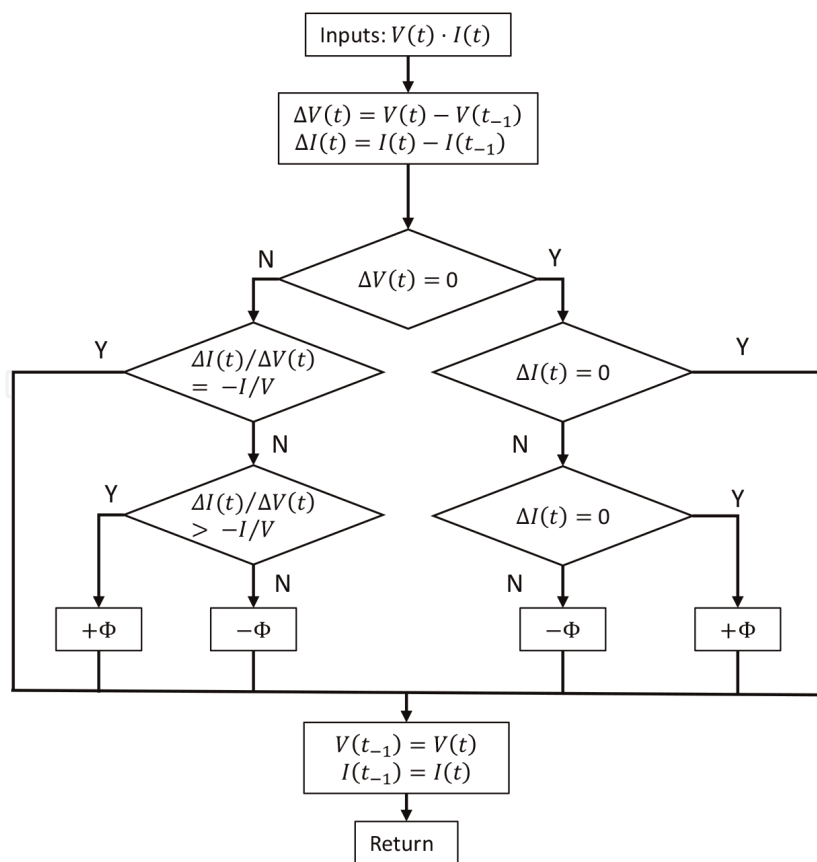 Inputs: V(t) · I(t)
ΔV(t) = V(t) − V(t₋₁)
ΔI(t) = I(t) − I(t₋₁)
N
Y
ΔV(t) = 0
Y
ΔI(t)/ΔV(t)
= −I/V
ΔI(t) = 0
Y
N
N
Y
ΔI(t)/ΔV(t)
> −I/V
ΔI(t) = 0
Y
N
N
+Φ
−Φ
−Φ
+Φ
V(t₋₁) = V(t)
I(t₋₁) = I(t)
Return